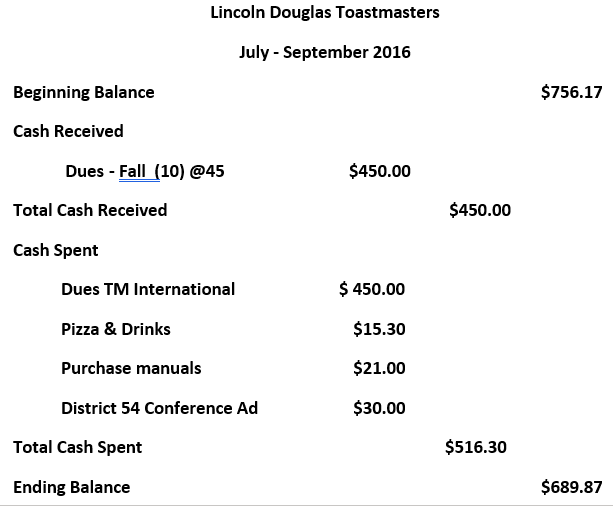 Lincoln Douglas Toastmasters
July - September 2016
Beginning Balance $756.17
Cash Received
Dues - Fall (10) @45 $450.00
Total Cash Received $450.00
Cash Spent
Dues TM International $ 450.00
Pizza & Drinks $15.30
Purchase manuals $21.00
District 54 Conference Ad $30.00
Total Cash Spent $516.30
Ending Balance $689.87